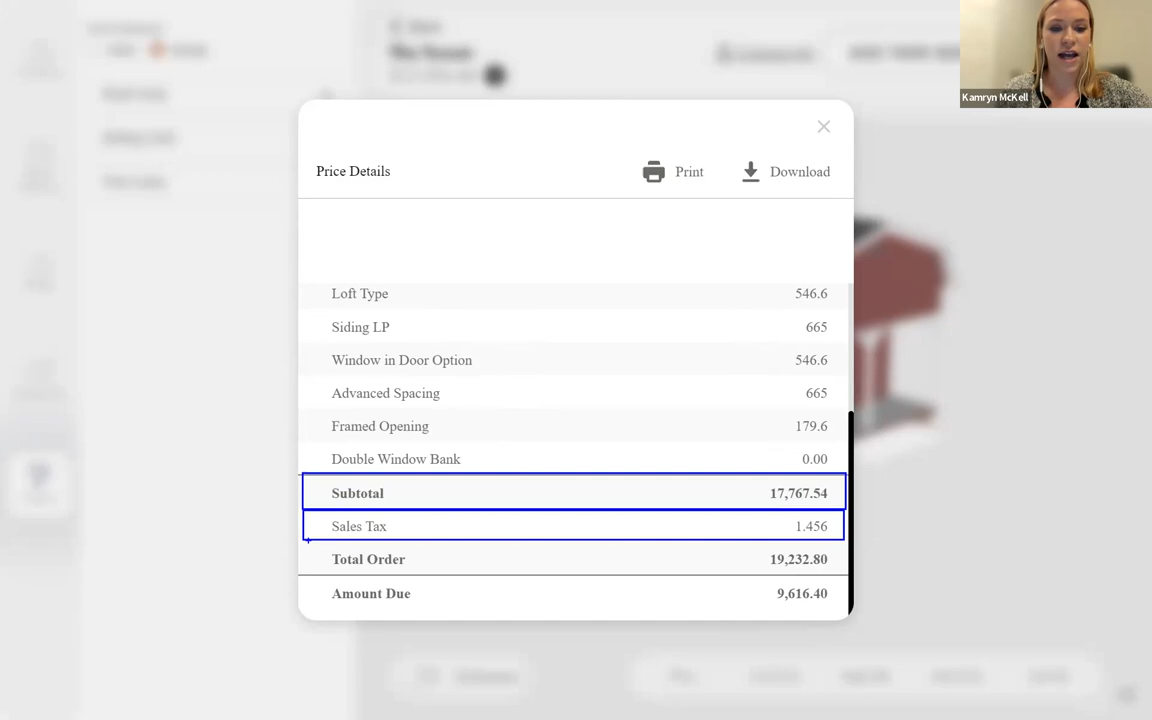 Kamryn McKell
Price Details Print Download
Loft Type 546.6
Siding LP 665
Window in Door Option 546.6
Advanced Spacing 665
Framed Opening 179.6
Double Window Bank 0.00
Subtotal 17,767.54
Sales Tax 1.456
Total Order 19,232.80
Amount Due 9,616.40